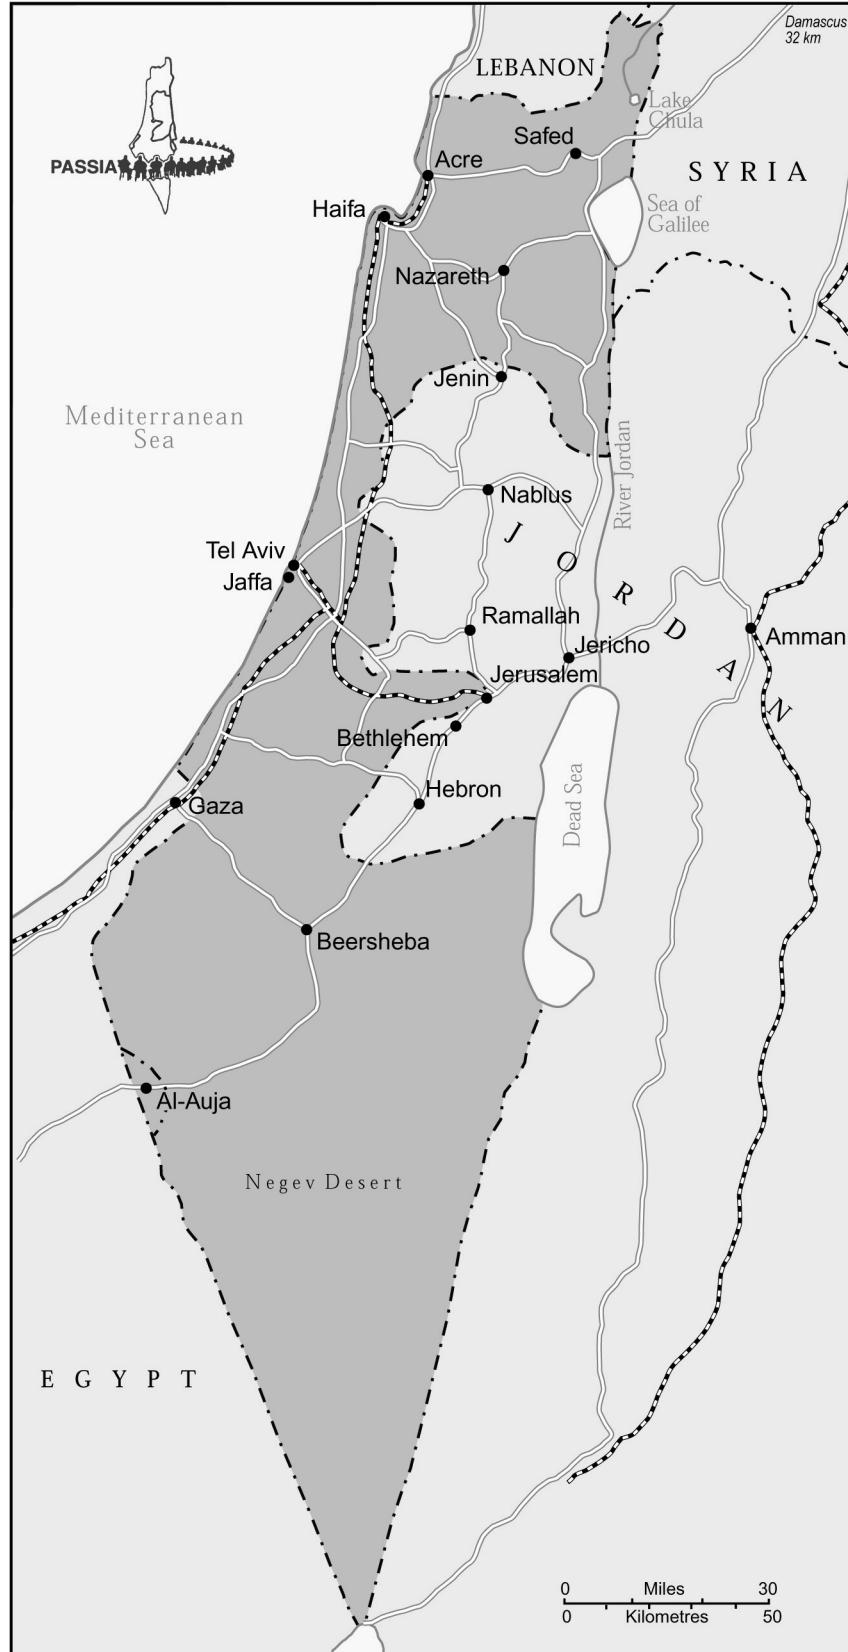 Damascus
32 km
LEBANON
Lake
Chula
Safed
PASSIA
Acre
SYRIA
Haifa
Sea of
Galilee
Nazareth
Jenin
Mediterranean
Sea
River Jordan
Nablus
JORDAN
Tel Aviv
Jaffa
Ramallah
Amman
Jericho
Jerusalem
Bethlehem
Hebron
Dead Sea
Gaza
Beersheba
Al-Auja
Negev Desert
EGYPT
0 Miles 30
0 Kilometres 50